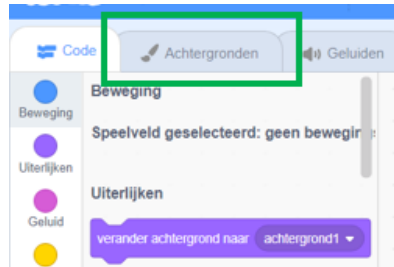 Code
Achtergronden
Geluiden
Beweging
Beweging
Speelveld geselecteerd: geen beweging
Uiterlijken
Uiterlijken
Geluid
verander achtergrond naar achtergrond1